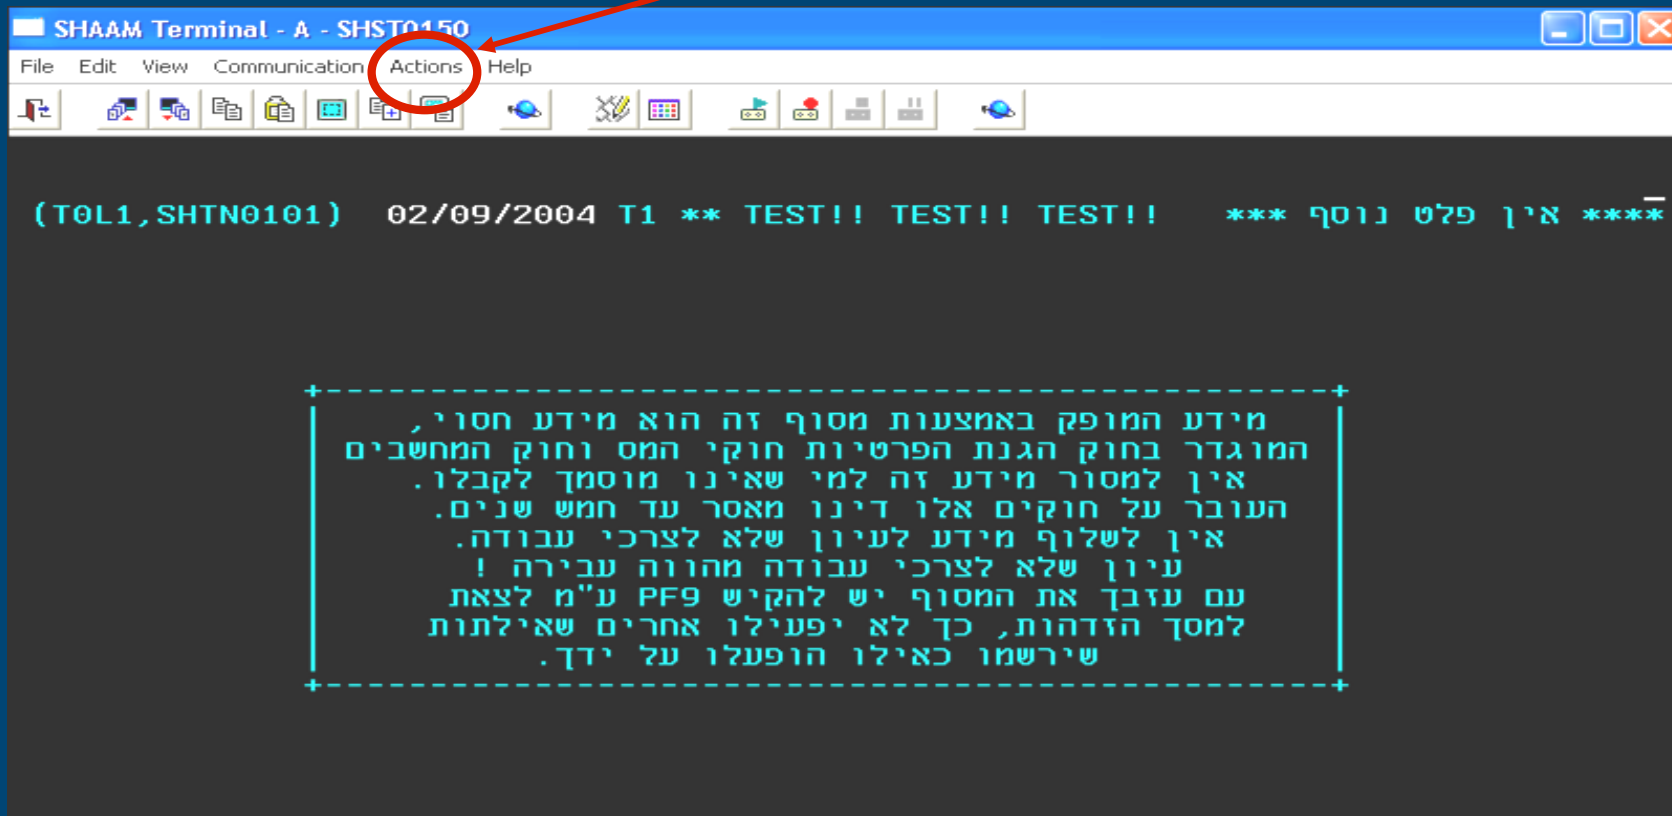 SHAAM Terminal - A - SHST0150
File Edit View Communication Actions Help
(T0L1,SHTN0101) 02/09/2004 T1 ** TEST!! TEST!! TEST!! *** אין פלט נוסף ****
מידע המופק באמצעות מסוף זה הוא מידע חסוי,
המוגדר בחוק הגנת הפרטיות חוקי המס וחוק המחשבים
אין למסור מידע זה למי שאינו מוסמך לקבלו.
העובר על חוקים אלו דינו מאסר עד חמש שנים.
אין לשלוף מידע לעיון שלא לצרכי עבודה.
עיון שלא לצרכי עבודה מהווה עבירה !
עם עזבך את המסוף יש להקיש PF9 ע"מ לצאת
למסך הזדהות, כך לא יפעילו אחרים שאילתות
שירשמו כאילו הופעלו על ידך.